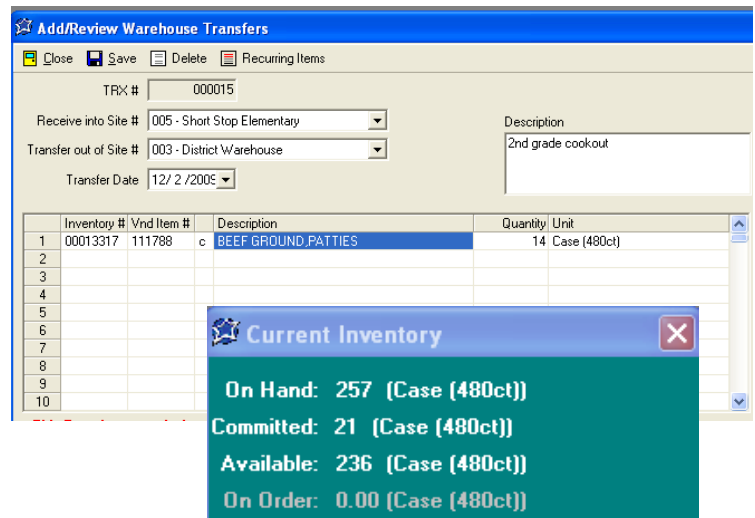 Add/Review Warehouse Transfers
Close Save Delete Recurring Items
TRX # 000015
Receive into Site # 005 - Short Stop Elementary
Description
Transfer out of Site # 003 - District Warehouse
2nd grade cookout
Transfer Date 12/ 2 /2009
Inventory # Vnd Item # Description Quantity Unit
1 00013317 111788 c BEEF GROUND,PATTIES 14 Case (480ct)
2
3
4
5
6
7
8
9
10
Current Inventory
On Hand: 257 (Case (480ct))
Committed: 21 (Case (480ct))
Available: 236 (Case (480ct))
On Order: 0.00 (Case (480ct))